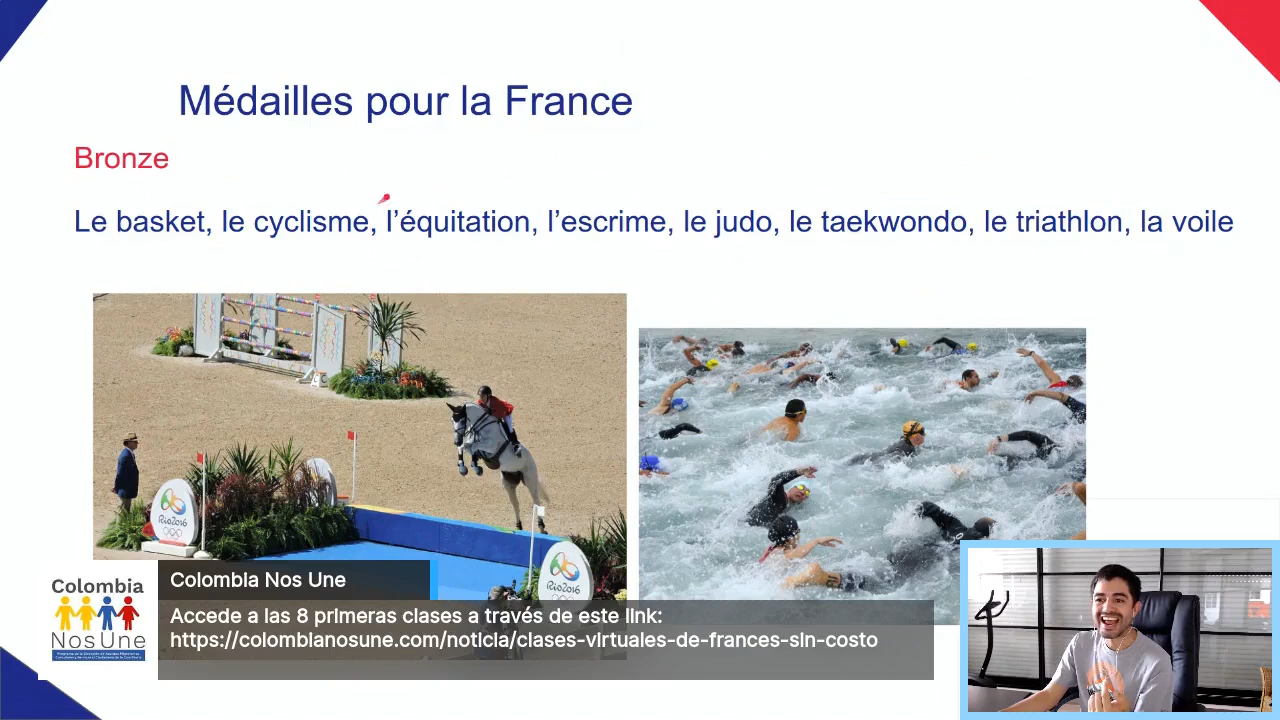 Médailles pour la France
Bronze
Le basket, le cyclisme, l'équitation, l'escrime, le judo, le taekwondo, le triathlon, la voile
Rio2016
Rio2016
Colombia
Nos Une
Colombia Nos Une
Accede a las 8 primeras clases a través de este link:
https://colombianosune.com/noticia/clases-virtuales-de-frances-sin-costo